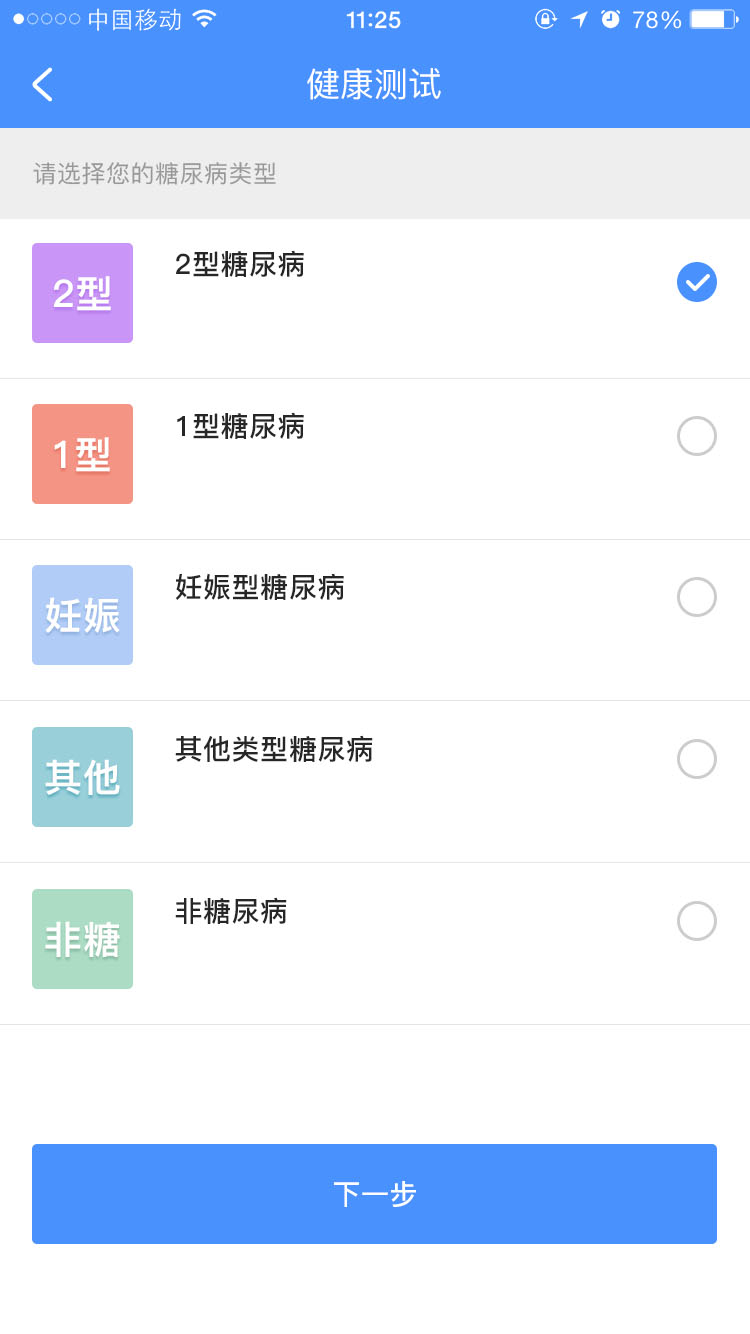 中国移动 11:25 78%
健康测试
请选择您的糖尿病类型
2型 2型糖尿病
1型 1型糖尿病
妊娠 妊娠型糖尿病
其他 其他类型糖尿病
非糖 非糖尿病
下一步